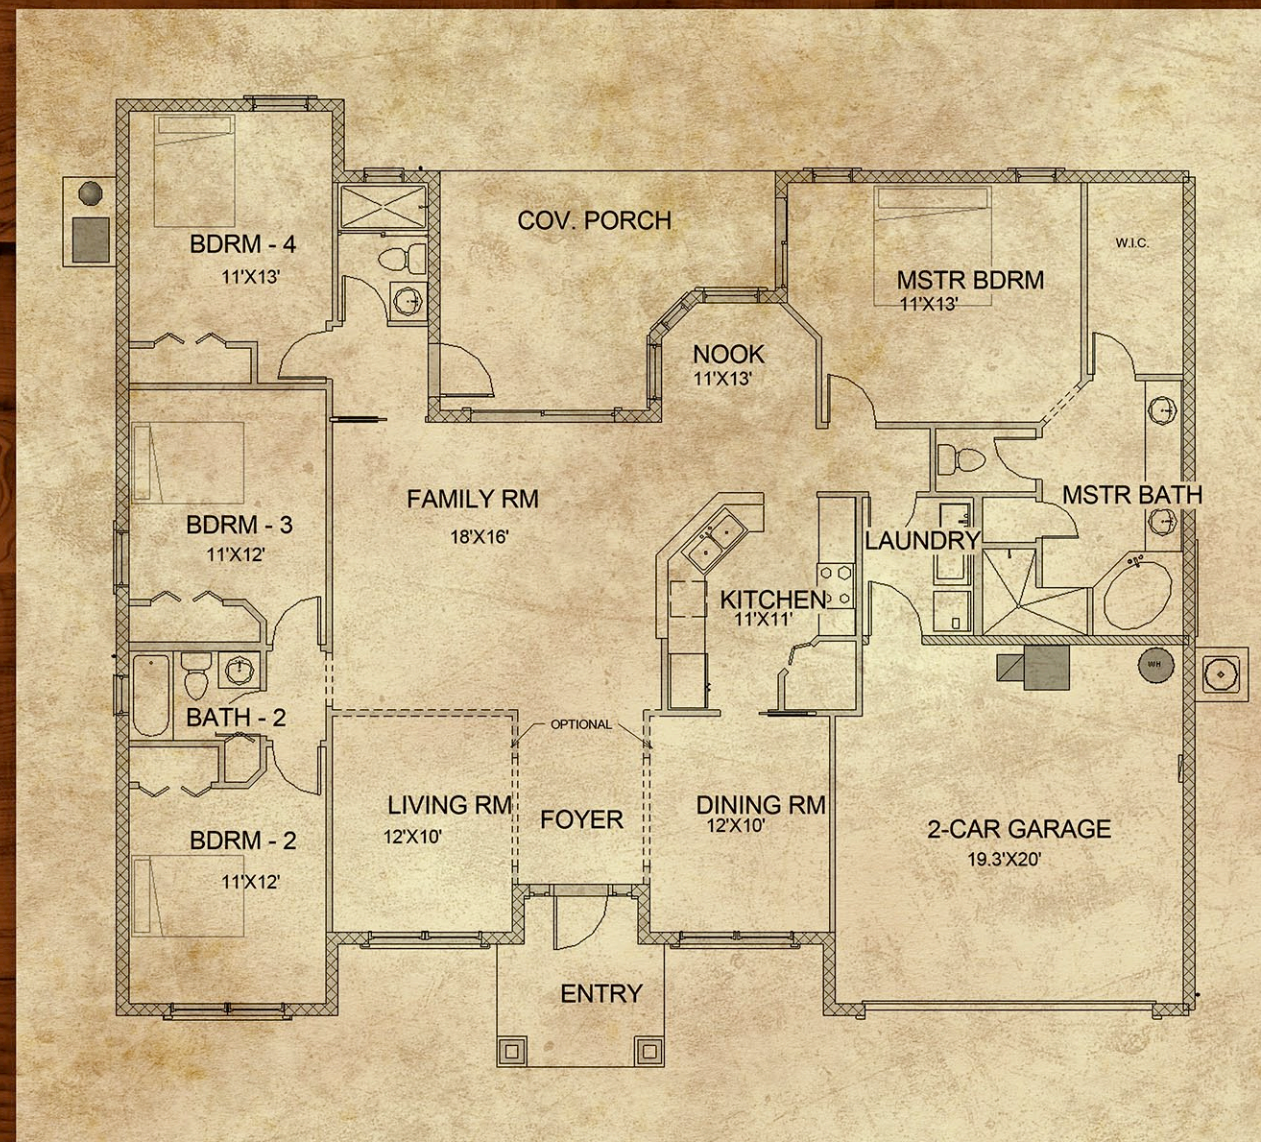 COV. PORCH
BDRM - 4
11'X13'
W.I.C.
MSTR BDRM
11'X13'
NOOK
11'X13'
FAMILY RM
18'X16'
MSTR BATH
BDRM - 3
11'X12'
LAUNDRY
KITCHEN
11'X11'
WH
BATH - 2
OPTIONAL
LIVING RM
12'X10'
FOYER
DINING RM
12'X10'
BDRM - 2
11'X12'
2-CAR GARAGE
19.3'X20'
ENTRY